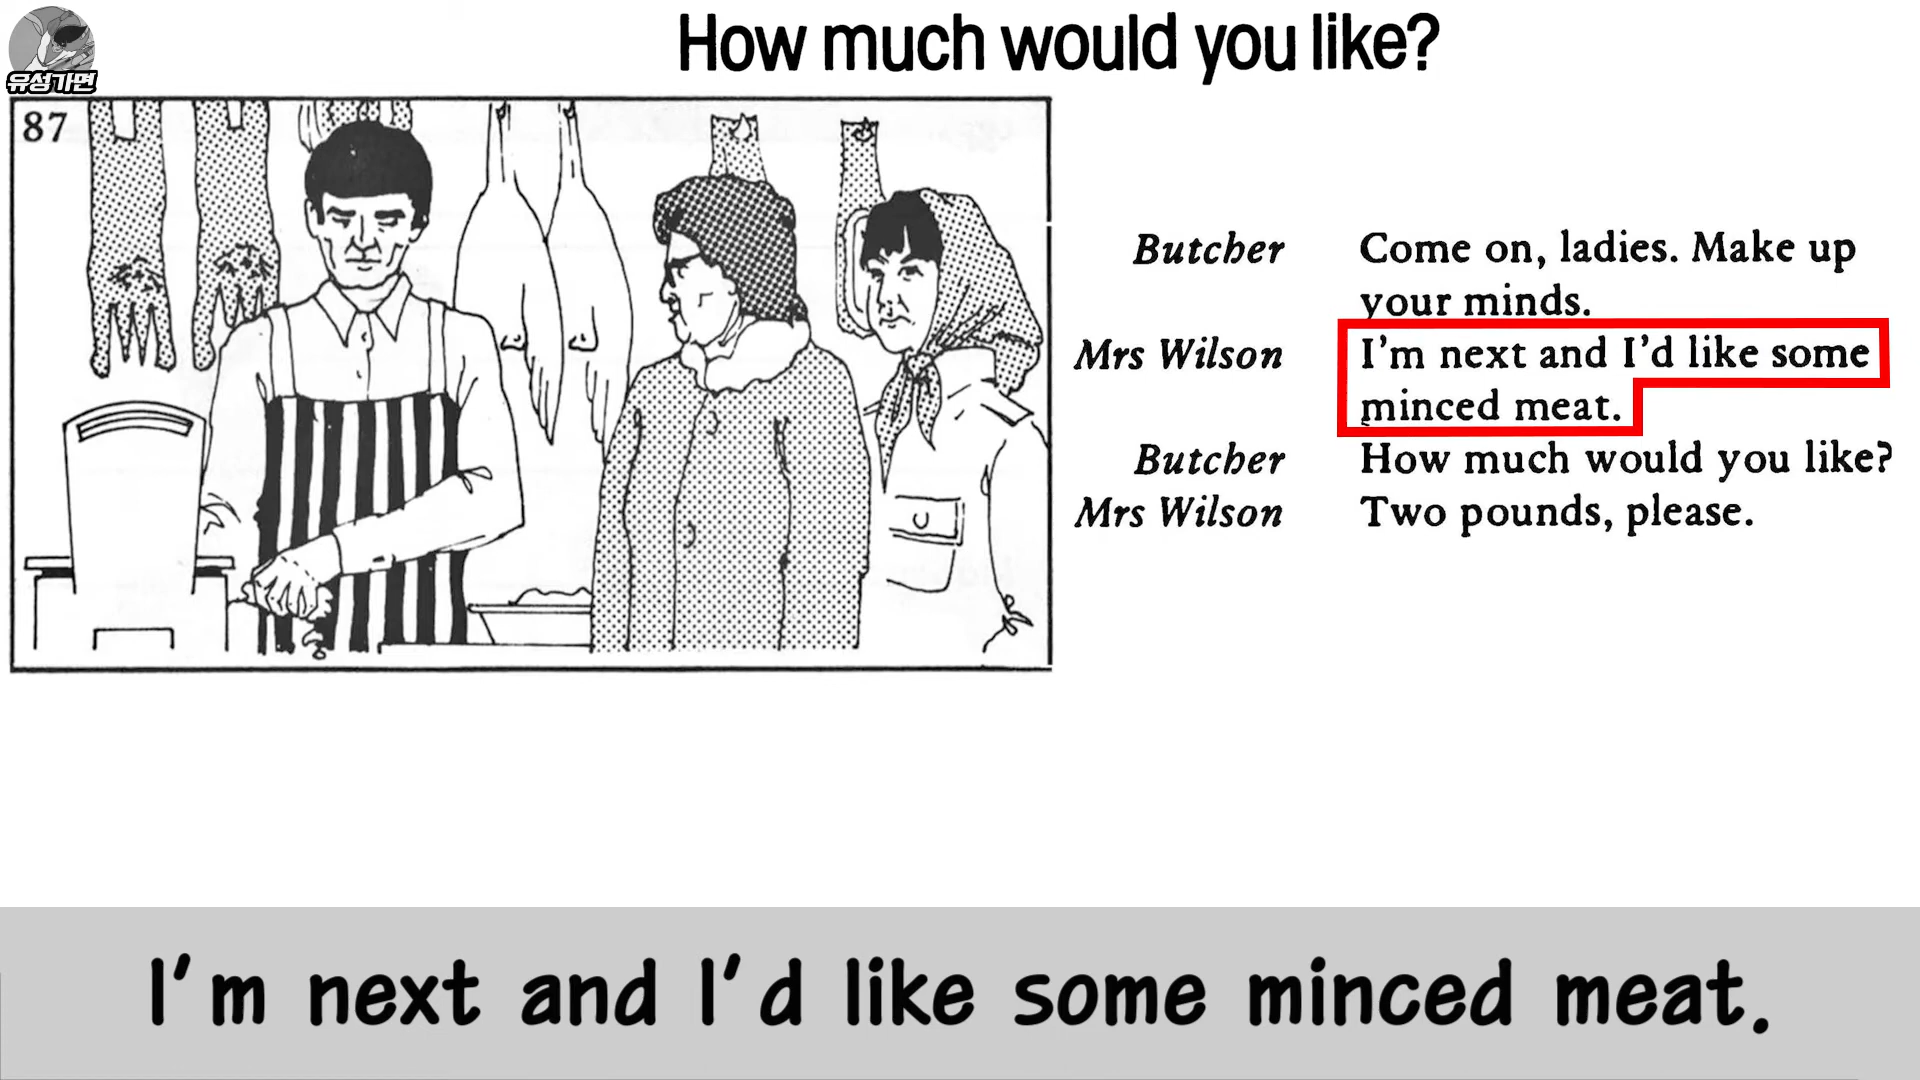 유성가면
How much would you like?
87
Butcher Come on, ladies. Make up
your minds.
Mrs Wilson I'm next and I'd like some
minced meat.
Butcher How much would you like?
Mrs Wilson Two pounds, please.
I'm next and I'd like some minced meat.